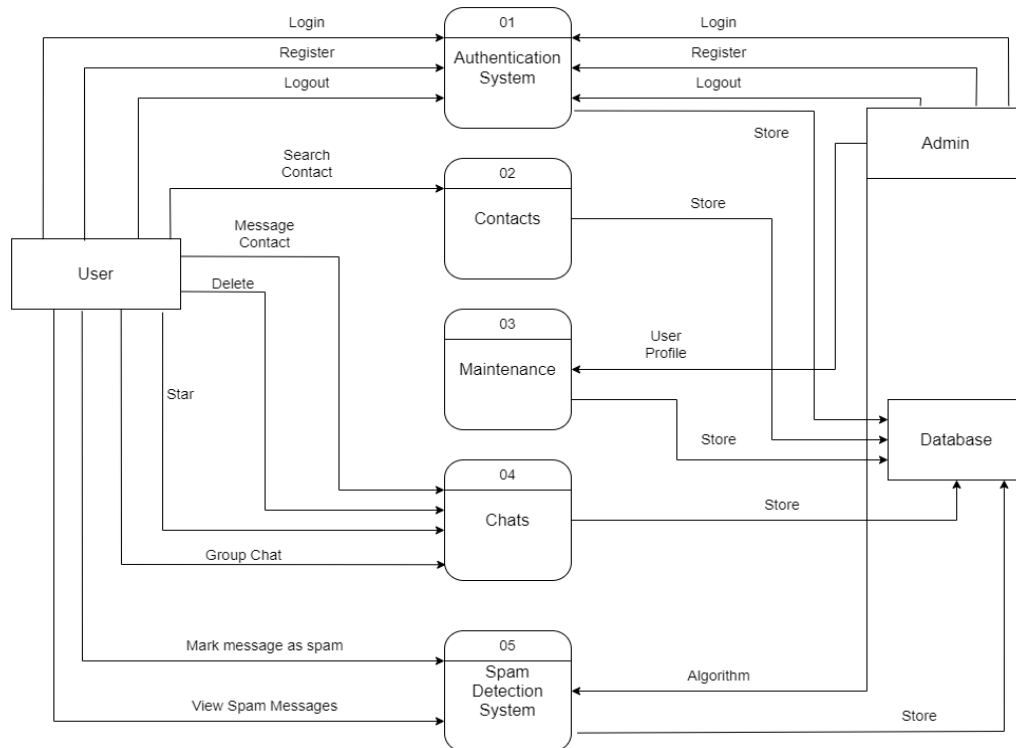 Login
01
Login
Register
Authentication
System
Register
Logout
Logout
Store
Admin
Search
Contact
02
Contacts
Store
Message
Contact
User
Delete
03
Maintenance
User
Profile
Star
Store
Database
04
Chats
Store
Group Chat
Mark message as spam
05
Spam
Detection
System
Algorithm
View Spam Messages
Store